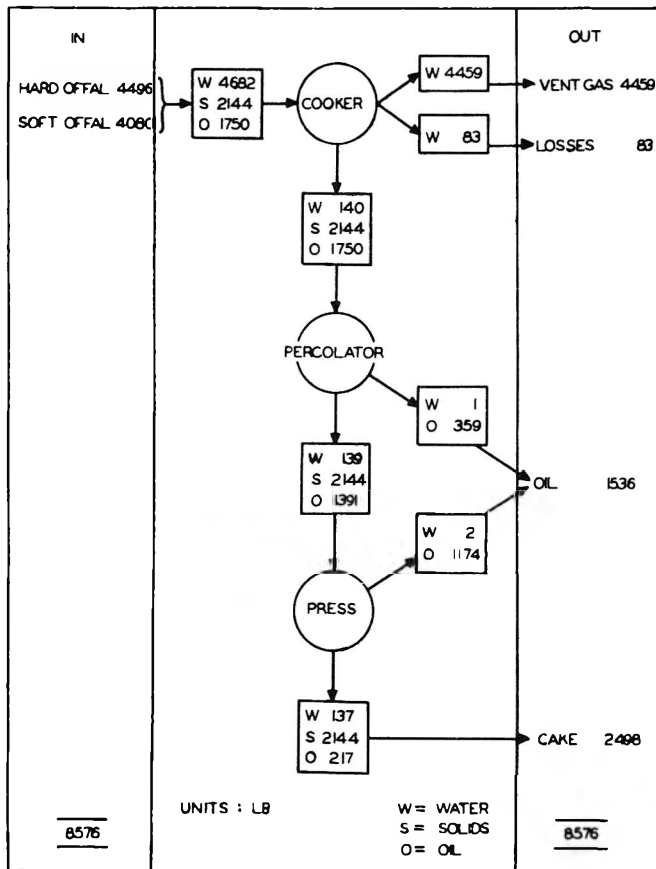 IN
OUT
HARD OFFAL 4496
SOFT OFFAL 4080
W 4682
S 2144
O 1750
COOKER
W 4459
VENT GAS 4459
W 83
LOSSES 83
W 140
S 2144
O 1750
PERCOLATOR
W 1
O 359
W 139
S 2144
O 1391
OIL 1536
W 2
O 1174
PRESS
W 137
S 2144
O 217
CAKE 2498
UNITS : LB
W = WATER
S = SOLIDS
O = OIL
8576
8576